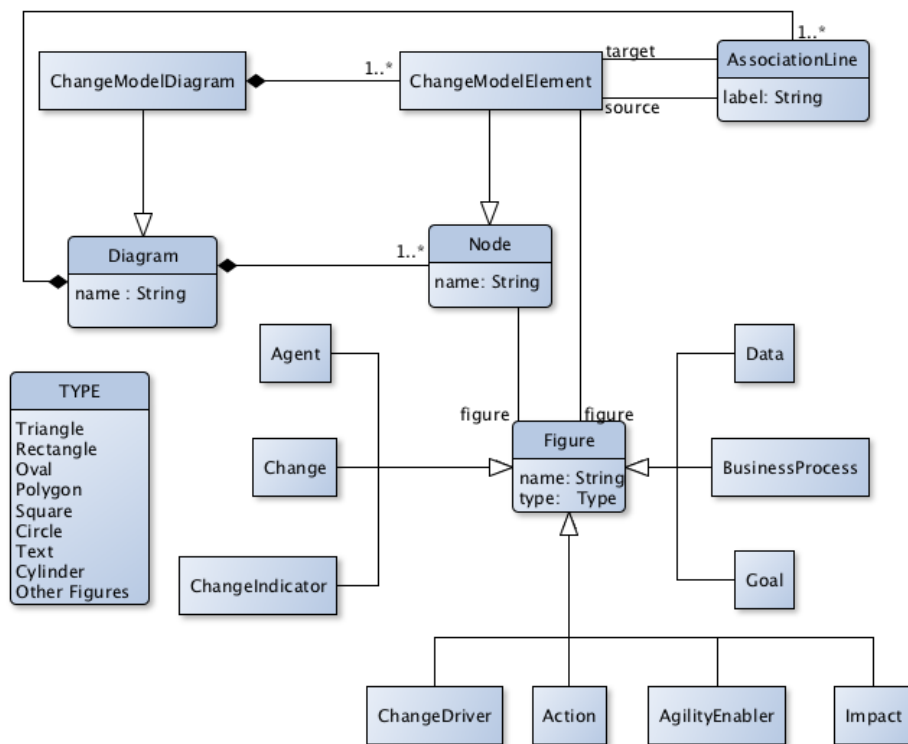 1..*
target
AssociationLine
ChangeModelDiagram
1..*
ChangeModelElement
label: String
source
Diagram
name : String
1..*
Node
name: String
Agent
Data
TYPE
Triangle
Rectangle
Oval
Polygon
Square
Circle
Text
Cylinder
Other Figures
figure
figure
Figure
name: String
type: Type
Change
BusinessProcess
ChangeIndicator
Goal
ChangeDriver
Action
AgilityEnabler
Impact